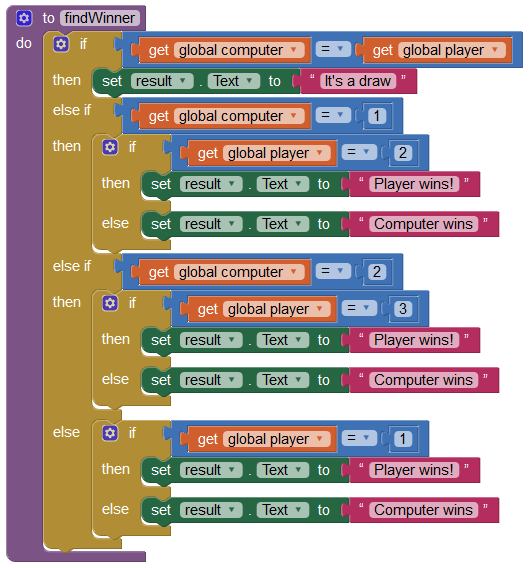 to findWinner
do if get global computer = get global player
then set result . Text to “ It's a draw ”
else if get global computer = 1
then if get global player = 2
then set result . Text to “ Player wins! ”
else set result . Text to “ Computer wins ”
else if get global computer = 2
then if get global player = 3
then set result . Text to “ Player wins! ”
else set result . Text to “ Computer wins ”
else if get global player = 1
then set result . Text to “ Player wins! ”
else set result . Text to “ Computer wins ”